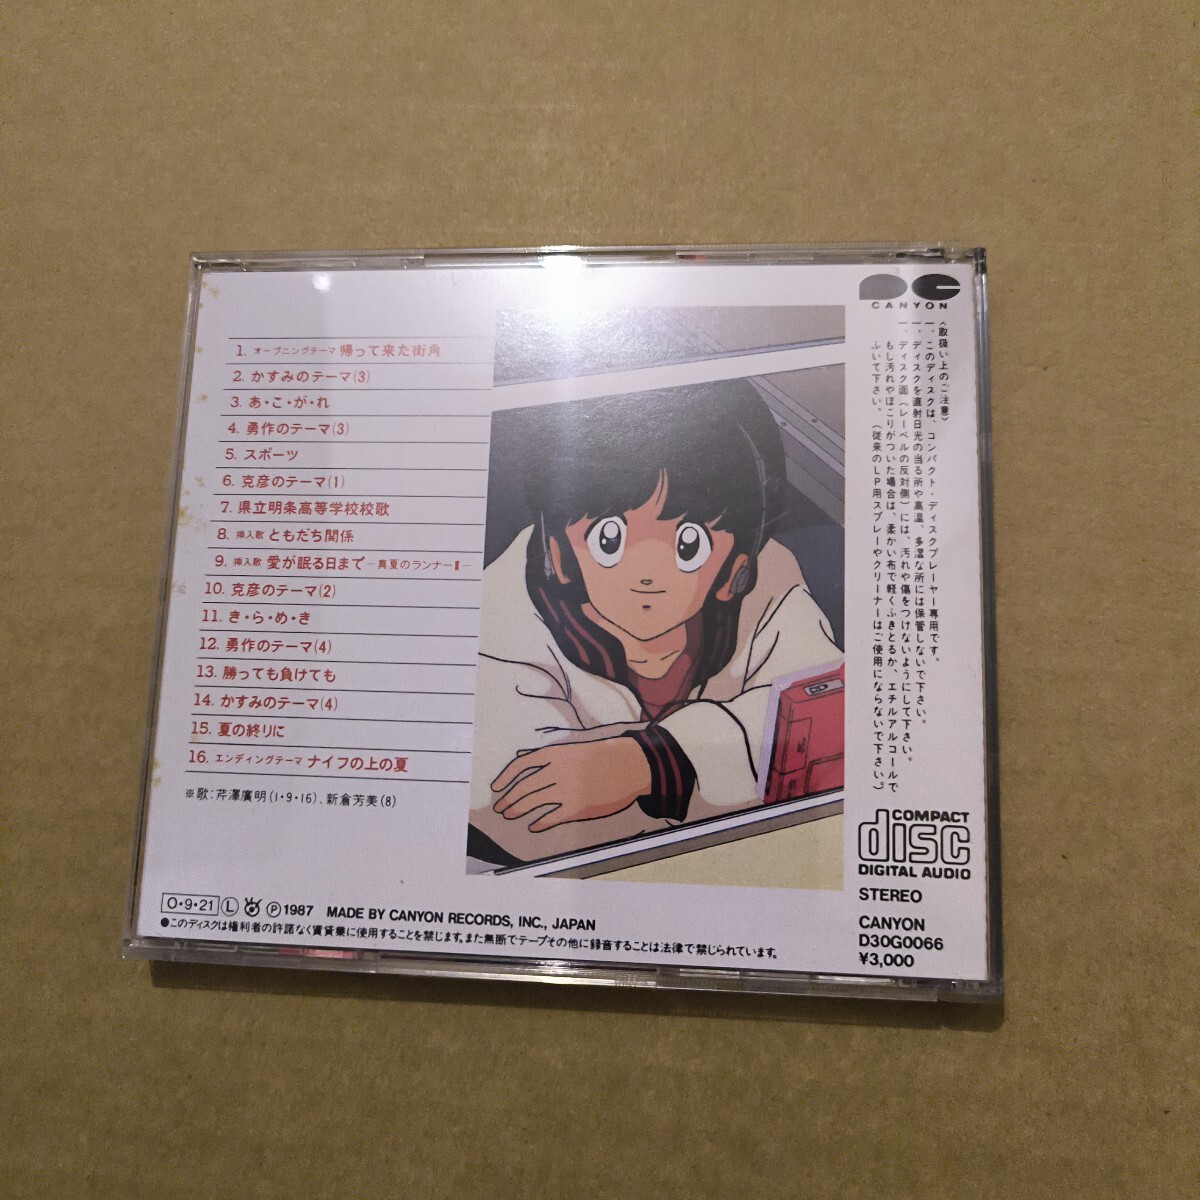 1. オープニングテーマ 帰って来た街角
2. かすみのテーマ(3)
3. あ・こ・が・れ
4. 勇作のテーマ(3)
5. スポーツ
6. 克彦のテーマ(1)
7. 県立明条高等学校校歌
8. 挿入歌 ともだち関係
9. 挿入歌 愛が眠る日まで-真夏のランナーⅡ-
10. 克彦のテーマ(2)
11. き・ら・め・き
12. 勇作のテーマ(4)
13. 勝っても負けても
14. かすみのテーマ(4)
15. 夏の終りに
16. エンディングテーマ ナイフの上の夏
※歌:芹澤廣明(1・9・16)、新倉芳美(8)
O・9・21 Ⓛ Ⓟ1987 MADE BY CANYON RECORDS, INC., JAPAN
●このディスクは権利者の許諾なく賃貸業に使用することを禁じます。また無断でテープその他に録音することは法律で禁じられています。
CANYON
〈取扱い上のご注意〉
一、このディスクは、コンパクト・ディスクプレーヤー専用です。
一、ディスクを直射日光の当る所や高温、多湿な所には保管しないで下さい。
一、ディスク面(レーベルの反対側)には、汚れや傷をつけないようにして下さい。
もし汚れやほこりがついた場合は、柔かい布で軽くふきとるか、エチルアルコールで
ふいて下さい。(従来のLP用スプレーやクリーナーはご使用にならないで下さい。)
COMPACT
disc
DIGITAL AUDIO
STEREO
CANYON
D30G0066
¥3,000